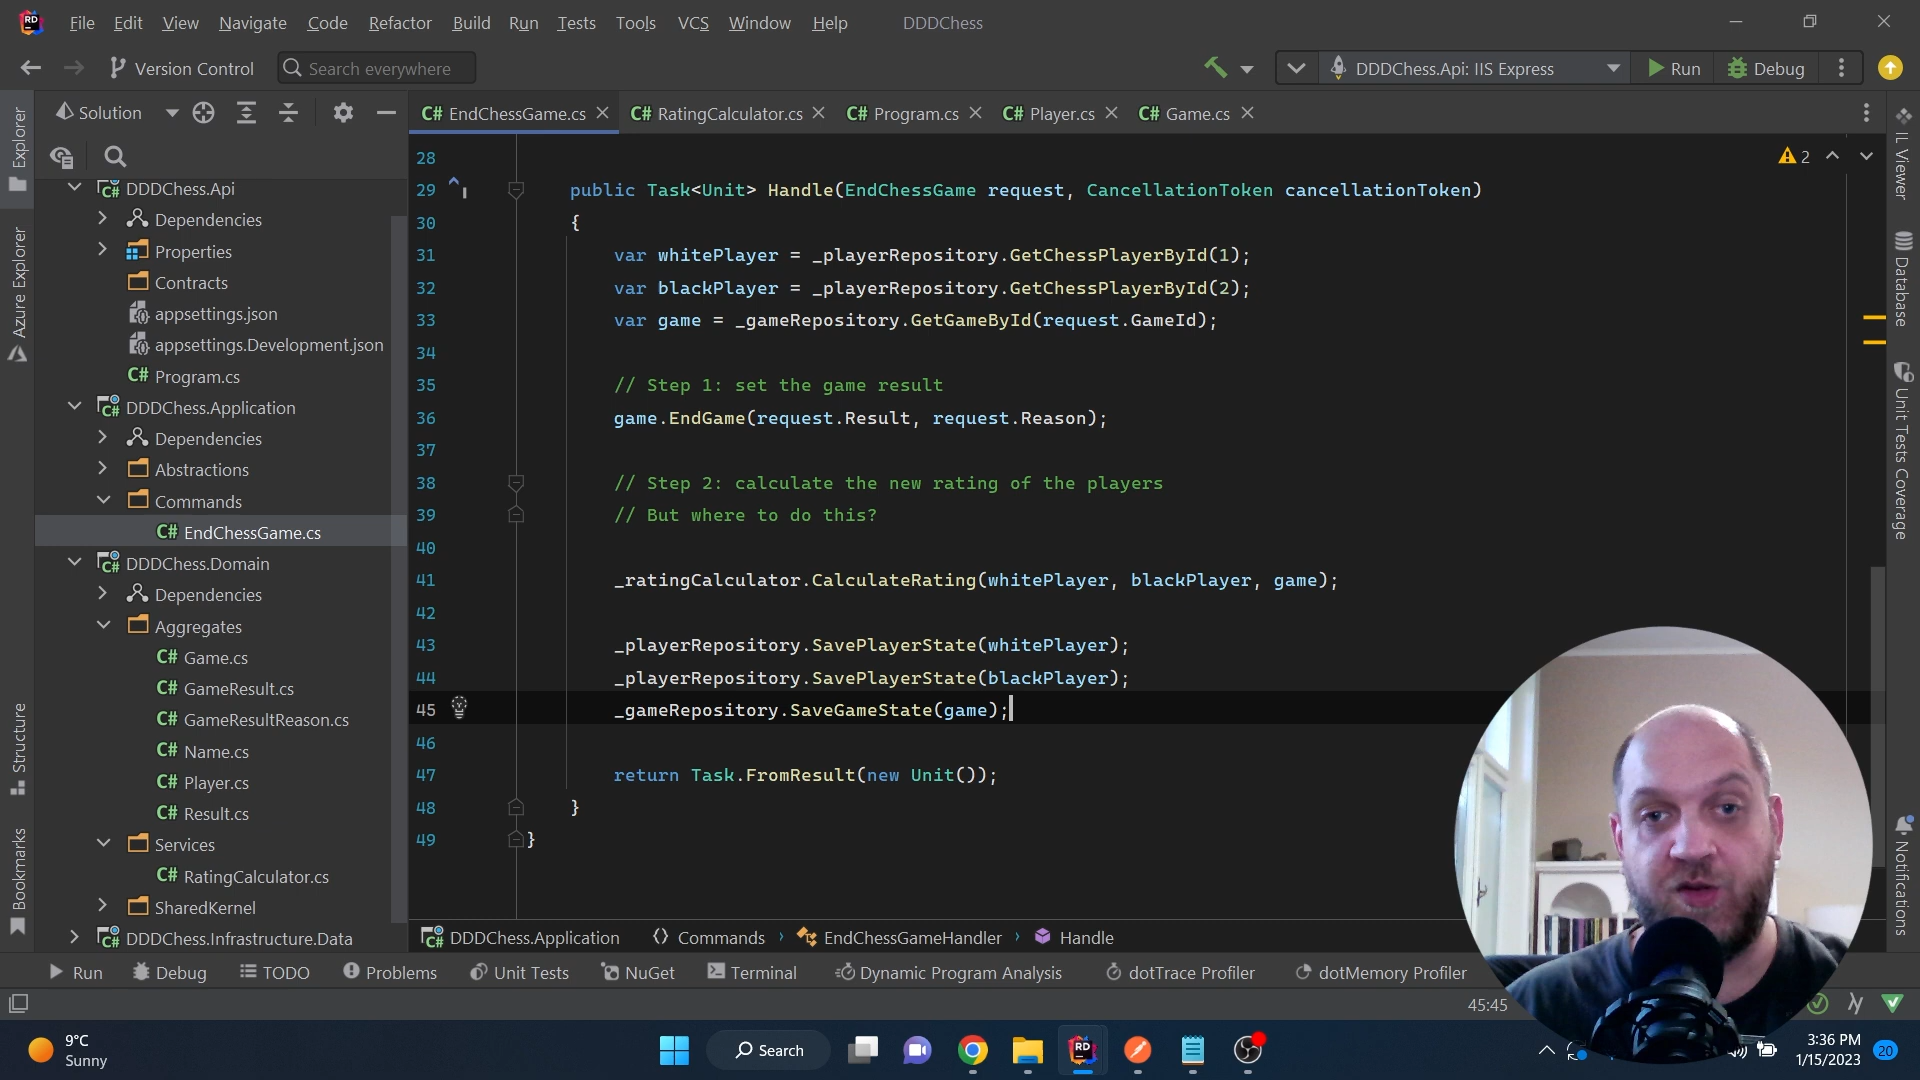 RD File Edit View Navigate Code Refactor Build Run Tests Tools VCS Window Help DDDChess
Version Control Search everywhere DDDChess.Api: IIS Express Run Debug
Solution
C# EndChessGame.cs C# RatingCalculator.cs C# Program.cs C# Player.cs C# Game.cs
Explorer
Azure Explorer
Structure
Bookmarks
DDDChess.Api
Dependencies
Properties
Contracts
appsettings.json
appsettings.Development.json
C# Program.cs
C# DDDChess.Application
Dependencies
Abstractions
Commands
C# EndChessGame.cs
C# DDDChess.Domain
Dependencies
Aggregates
C# Game.cs
C# GameResult.cs
C# GameResultReason.cs
C# Name.cs
C# Player.cs
C# Result.cs
Services
C# RatingCalculator.cs
SharedKernel
C# DDDChess.Infrastructure.Data
2
28
29 public Task<Unit> Handle(EndChessGame request, CancellationToken cancellationToken)
30 {
31 var whitePlayer = _playerRepository.GetChessPlayerById(1);
32 var blackPlayer = _playerRepository.GetChessPlayerById(2);
33 var game = _gameRepository.GetGameById(request.GameId);
34
35 // Step 1: set the game result
36 game.EndGame(request.Result, request.Reason);
37
38 // Step 2: calculate the new rating of the players
39 // But where to do this?
40
41 _ratingCalculator.CalculateRating(whitePlayer, blackPlayer, game);
42
43 _playerRepository.SavePlayerState(whitePlayer);
44 _playerRepository.SavePlayerState(blackPlayer);
45 _gameRepository.SaveGameState(game);
46
47 return Task.FromResult(new Unit());
48 }
49 }
IL Viewer
Database
Unit Tests Coverage
Notifications
C# DDDChess.Application Commands EndChessGameHandler Handle
Run Debug TODO Problems Unit Tests NuGet Terminal Dynamic Program Analysis dotTrace Profiler dotMemory Profiler
45:45
9°C
Sunny
Search
RD
3:36 PM
1/15/2023
20